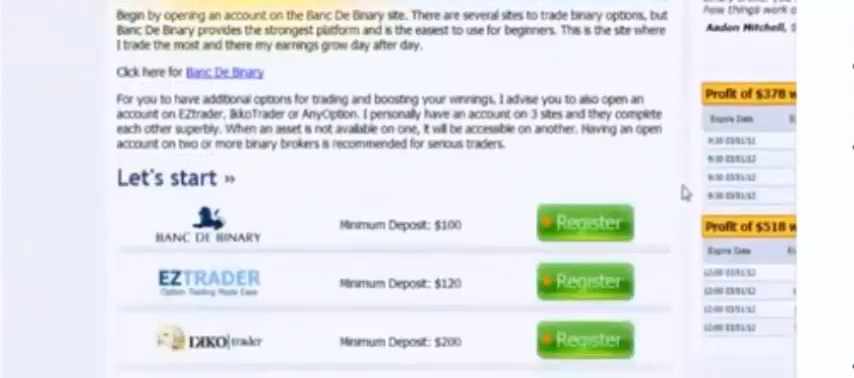 Begin by opening an account on the Banc De Binary site. There are several sites to trade binary options, but
Banc De Binary provides the strongest platform and is the easiest to use for beginners. This is the site where
I trade the most and there my earnings grow day after day.
Click here for Banc De Binary
For you to have additional options for trading and boosting your winnings, I advise you to also open an
account on EZtrader, IkkoTrader or AnyOption. I personally have an account on 3 sites and they complete
each other superbly. When an asset is not available on one, it will be accessible on another. Having an open
account on two or more binary brokers is recommended for serious traders.
Let's start »
BANC DE BINARY Minimum Deposit: $100 Register
EZTRADER Minimum Deposit: $120 Register
Option Trading Made Easy
IKKO trader Minimum Deposit: $200 Register
how things work
Aadon Mitchell,
Profit of $378 w
Expire Date
Profit of $518 w
Expire Date